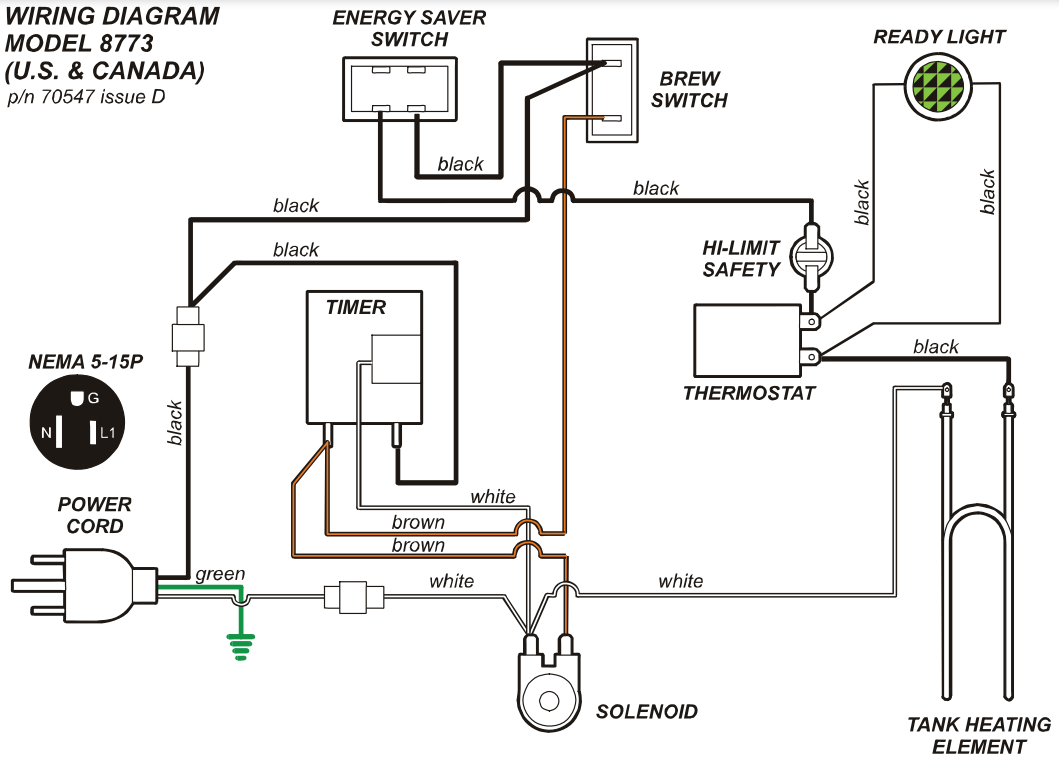 WIRING DIAGRAM
MODEL 8773
(U.S. & CANADA)
p/n 70547 issue D
ENERGY SAVER
SWITCH
BREW
SWITCH
READY LIGHT
black
black
black
black
black
black
HI-LIMIT
SAFETY
TIMER
THERMOSTAT
black
NEMA 5-15P
G
N
L1
black
POWER
CORD
white
brown
brown
green
white
white
SOLENOID
TANK HEATING
ELEMENT